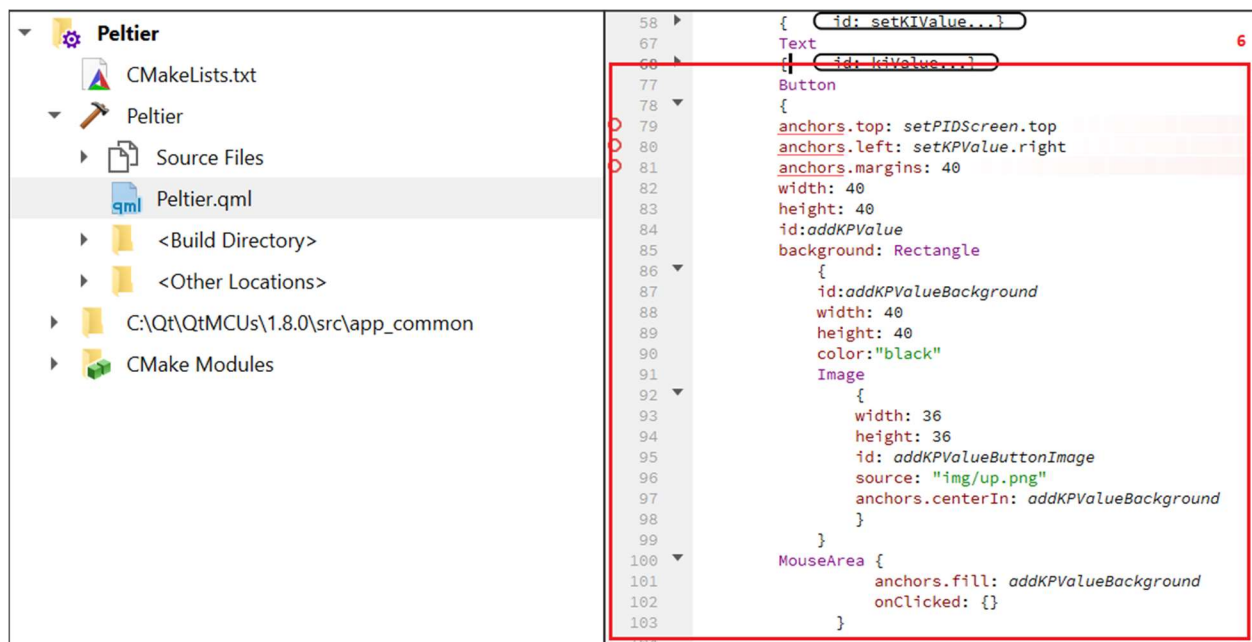 Peltier
CMakeLists.txt
Peltier
Source Files
Peltier.qml
<Build Directory>
<Other Locations>
C:\Qt\QtMCUs\1.8.0\src\app_common
CMake Modules
58 { id: setKIValue...}
67 Text
6
68 { id: kiValue...}
77 Button
78 {
79 anchors.top: setPIDScreen.top
80 anchors.left: setKPValue.right
81 anchors.margins: 40
82 width: 40
83 height: 40
84 id:addKPValue
85 background: Rectangle
86 {
87 id:addKPValueBackground
88 width: 40
89 height: 40
90 color:"black"
91 Image
92 {
93 width: 36
94 height: 36
95 id: addKPValueButtonImage
96 source: "img/up.png"
97 anchors.centerIn: addKPValueBackground
98 }
99 }
100 MouseArea {
101 anchors.fill: addKPValueBackground
102 onClicked: {}
103 }